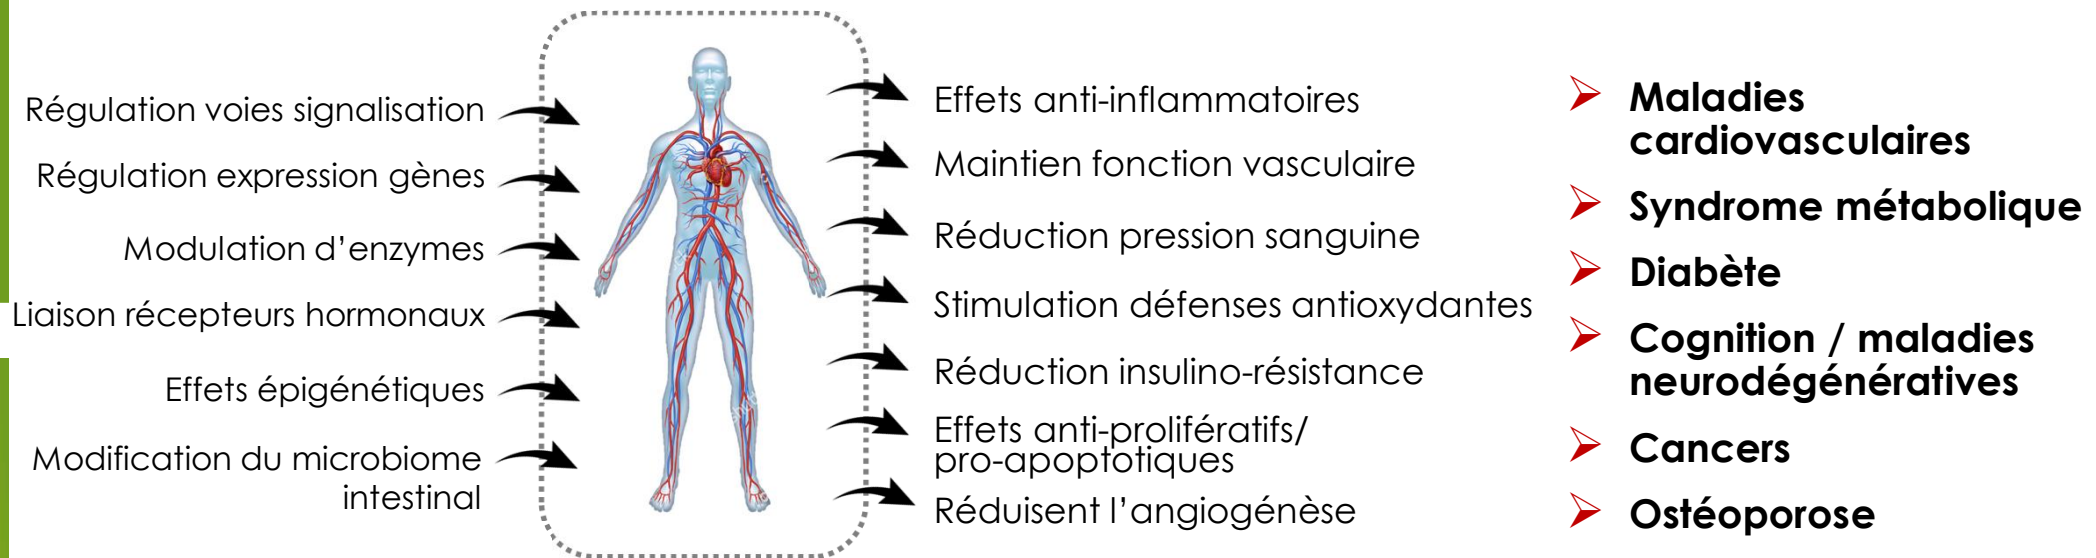 Régulation voies signalisation
Régulation expression gènes
Modulation d'enzymes
Liaison récepteurs hormonaux
Effets épigénétiques
Modification du microbiome
intestinal
Effets anti-inflammatoires
Maintien fonction vasculaire
Réduction pression sanguine
Stimulation défenses antioxydantes
Réduction insulino-résistance
Effets anti-prolifératifs/
pro-apoptotiques
Réduisent l'angiogénèse
Maladies
cardiovasculaires
Syndrome métabolique
Diabète
Cognition / maladies
neurodégénératives
Cancers
Ostéoporose